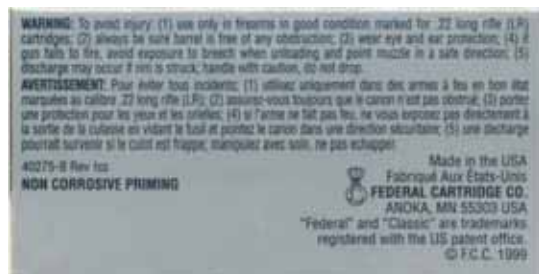 WARNING: To avoid injury: (1) use only in firearms in good condition marked for .22 long rifle (LR)
cartridges; (2) always be sure barrel is free of any obstruction; (3) wear eye and ear protection; (4) if
gun fails to fire, avoid exposure to breech when unloading and point muzzle in a safe direction; (5)
discharge may occur if rim is struck; handle with caution, do not drop.
AVERTISSEMENT: Pour éviter tous incidents; (1) utilisez uniquement dans des armes à feu en bon état
marquées au calibre .22 long rifle (LR); (2) assurez-vous toujours que le canon n'est pas obstrué; (3) portez
une protection pour les yeux et les oreilles; (4) si l'arme ne fait pas feu, ne vous exposez pas directement à
la sortie de la culasse en vidant le fusil et pointez le canon dans une direction sécuritaire; (5) une décharge
pourrait survenir si le culot est frappé; manipulez avec soin, ne pas échapper.
40275-B Rev
NON CORROSIVE PRIMING
Made in the USA
Fabriqué Aux États-Unis
FEDERAL CARTRIDGE CO.
ANOKA, MN 55303 USA
"Federal" and "Classic" are trademarks
registered with the US patent office.
© F.C.C. 1999